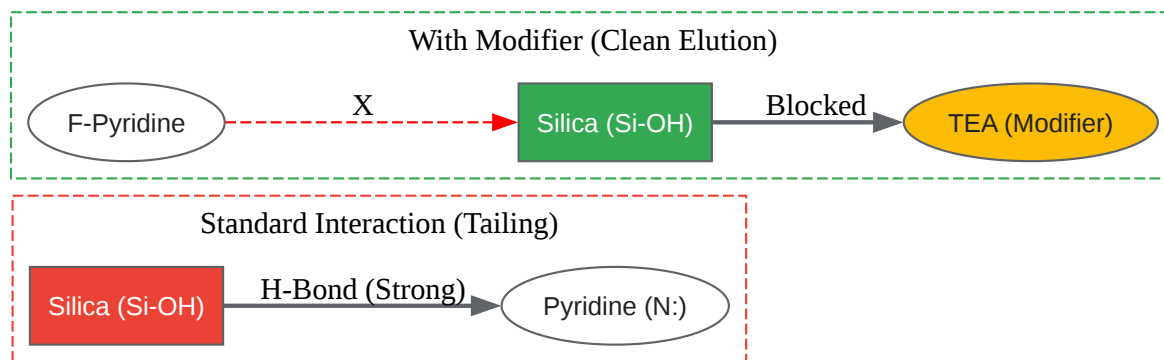 With Modifier (Clean Elution)
F-Pyridine
X
Silica (Si-OH)
Blocked
TEA (Modifier)
Standard Interaction (Tailing)
Silica (Si-OH)
H-Bond (Strong)
Pyridine (N:)